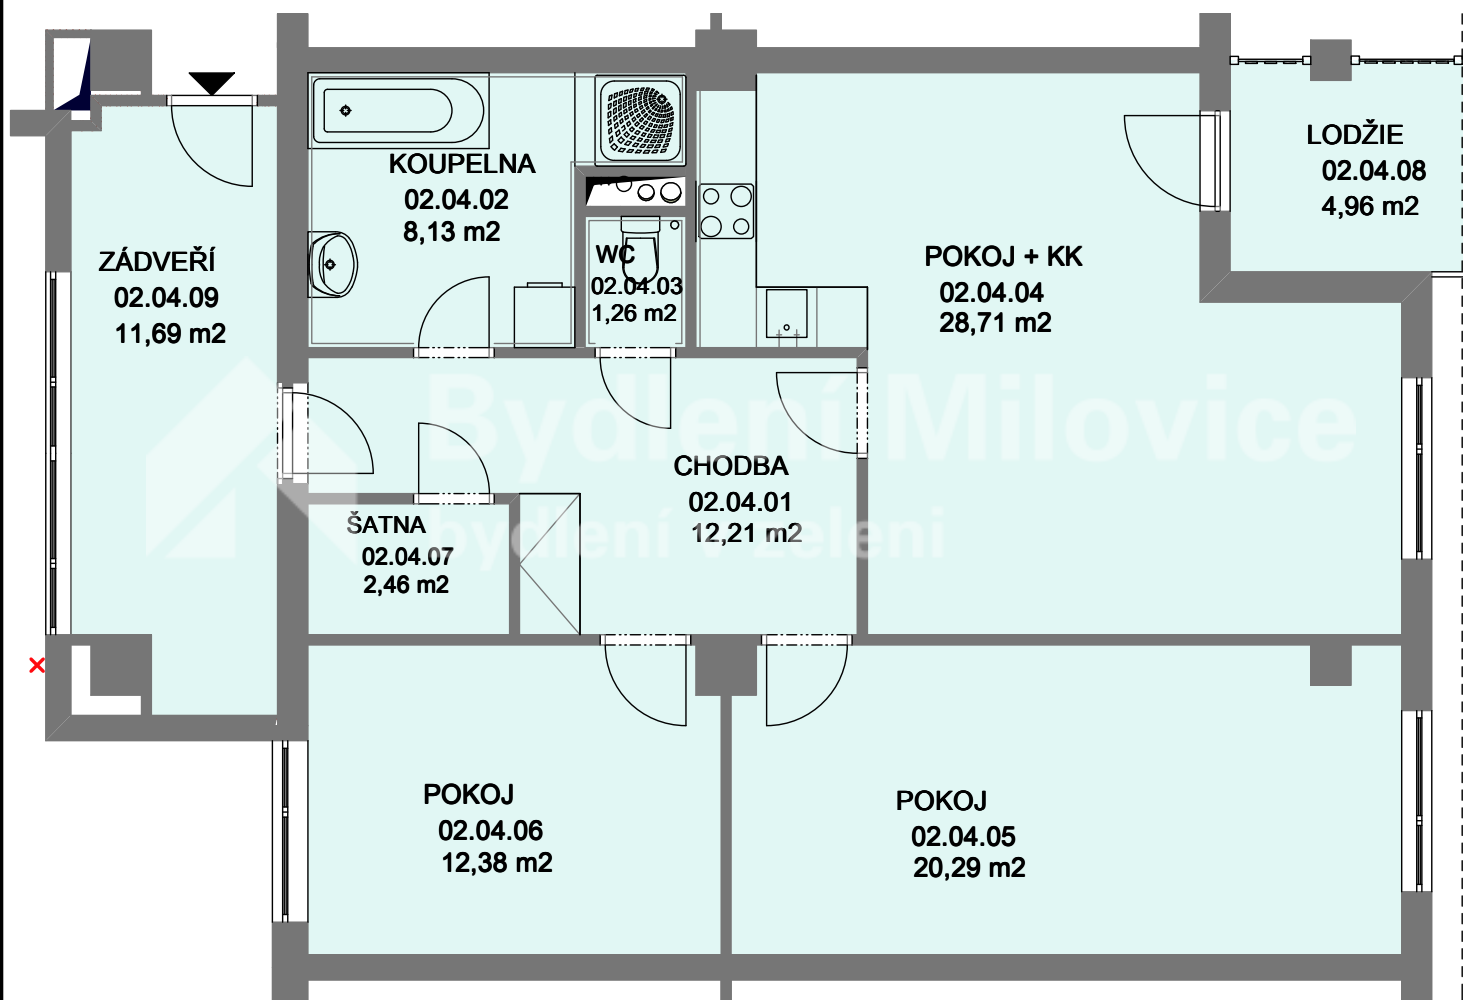 LODŽIE
02.04.08
4,96 m2
KOUPELNA
02.04.02
8,13 m2
ZÁDVEŘÍ
02.04.09
11,69 m2
WC
02.04.03
1,26 m2
POKOJ + KK
02.04.04
28,71 m2
Bydlení Milovice
bydlení v zeleni
CHODBA
02.04.01
12,21 m2
ŠATNA
02.04.07
2,46 m2
POKOJ
02.04.06
12,38 m2
POKOJ
02.04.05
20,29 m2